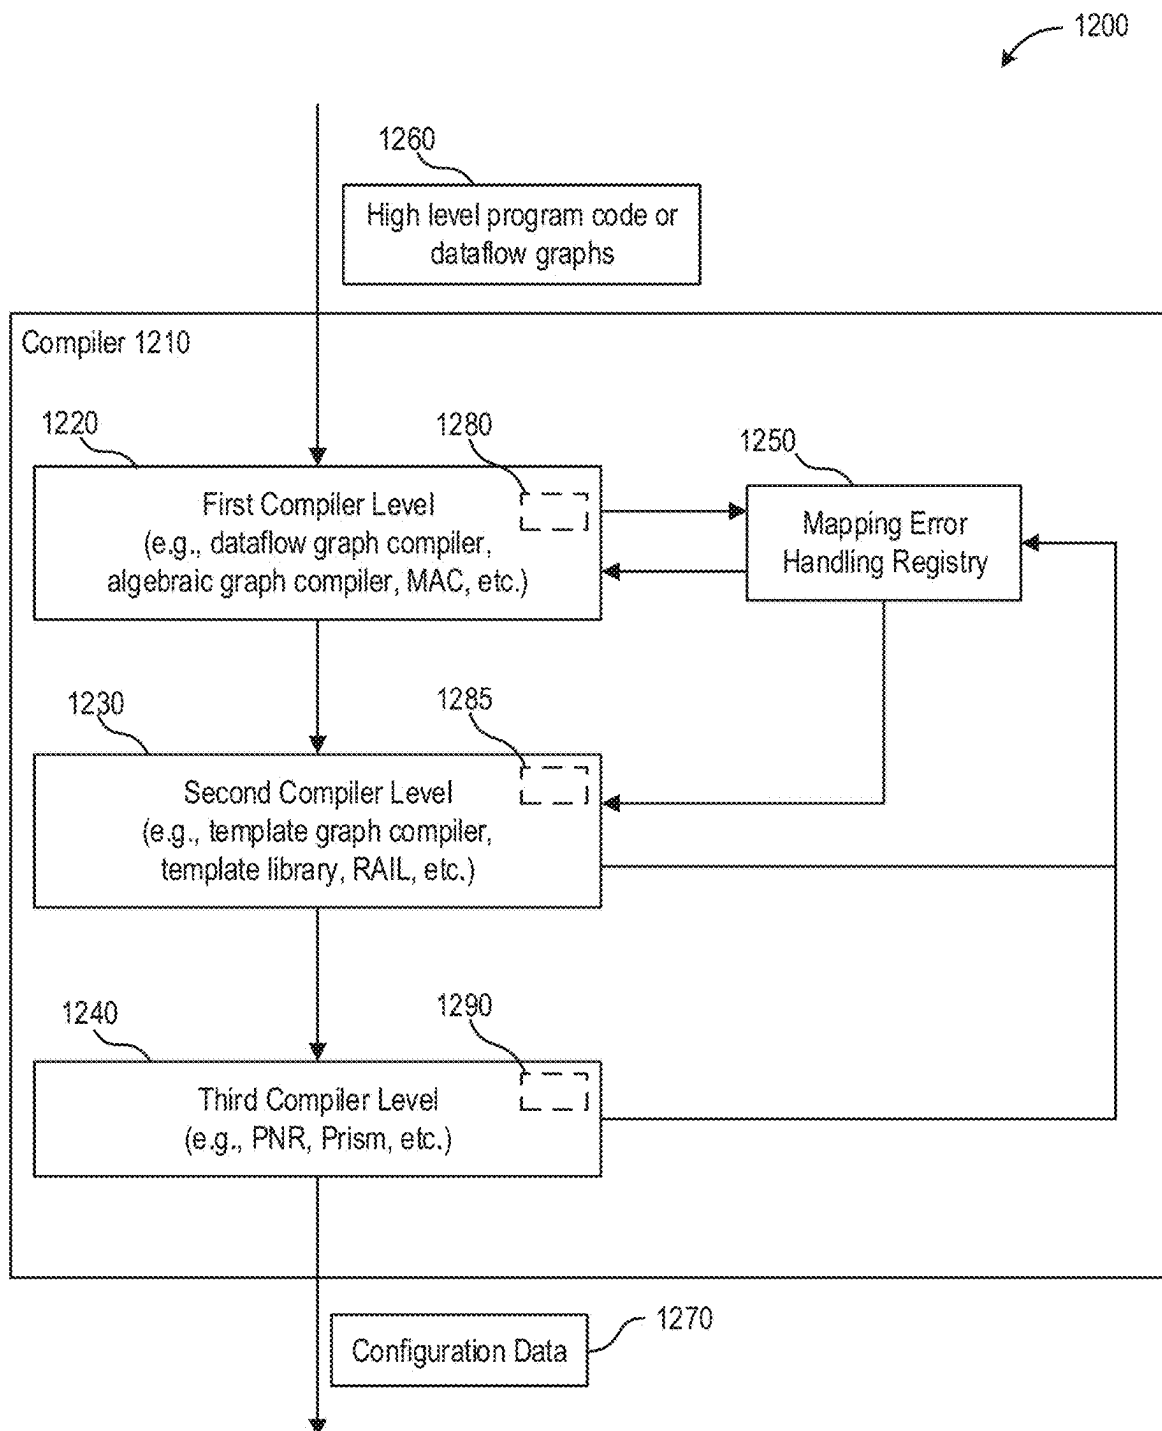 1200
1260
High level program code or
dataflow graphs
Compiler 1210
1220
1280
1250
First Compiler Level
(e.g., dataflow graph compiler,
algebraic graph compiler, MAC, etc.)
Mapping Error
Handling Registry
1230
1285
Second Compiler Level
(e.g., template graph compiler,
template library, RAIL, etc.)
1240
1290
Third Compiler Level
(e.g., PNR, Prism, etc.)
1270
Configuration Data